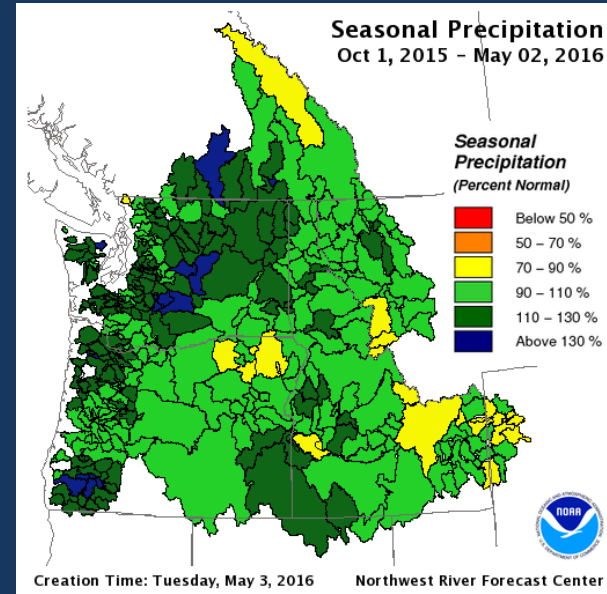 Seasonal Precipitation
Oct 1, 2015 – May 02, 2016
Seasonal
Precipitation
(Percent Normal)
Below 50 %
50 – 70 %
70 – 90 %
90 – 110 %
110 – 130 %
Above 130 %
NOAA
Creation Time: Tuesday, May 3, 2016
Northwest River Forecast Center